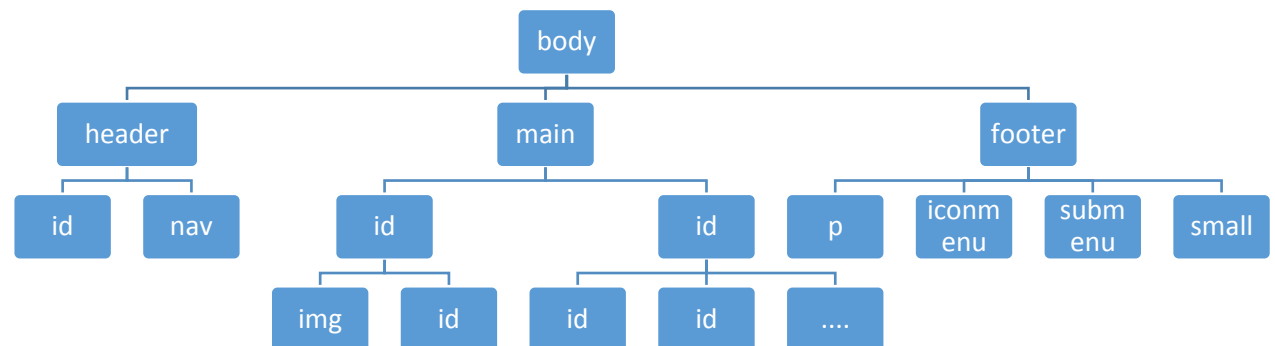 body
header
main
footer
id
nav
id
id
p
iconm
enu
subm
enu
small
img
id
id
id
....